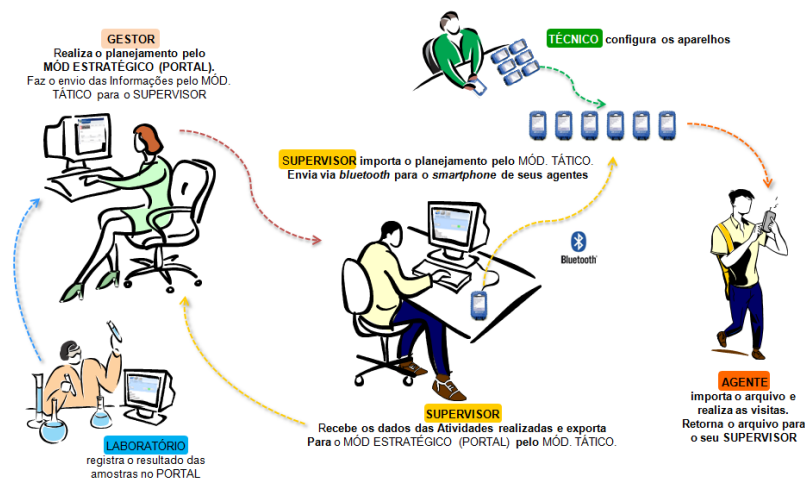 GESTOR
Realiza o planejamento pelo
MÓD ESTRATÉGICO (PORTAL).
Faz o envio das Informações pelo MÓD.
TÁTICO para o SUPERVISOR
TÉCNICO configura os aparelhos
SUPERVISOR importa o planejamento pelo MÓD. TÁTICO.
Envia via bluetooth para o smartphone de seus agentes
Bluetooth
AGENTE
importa o arquivo e
realiza as visitas.
Retorna o arquivo para
o seu SUPERVISOR
SUPERVISOR
Recebe os dados das Atividades realizadas e exporta
Para o MÓD ESTRATÉGICO (PORTAL) pelo MÓD. TÁTICO.
LABORATÓRIO
registra o resultado das
amostras no PORTAL